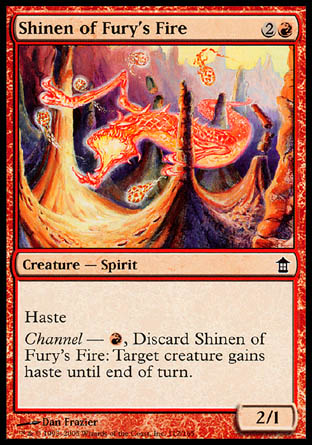 Shinen of Fury's Fire 2
Creature — Spirit
Haste
Channel — , Discard Shinen of
Fury's Fire: Target creature gains
haste until end of turn.
Dan Frazier
2/1